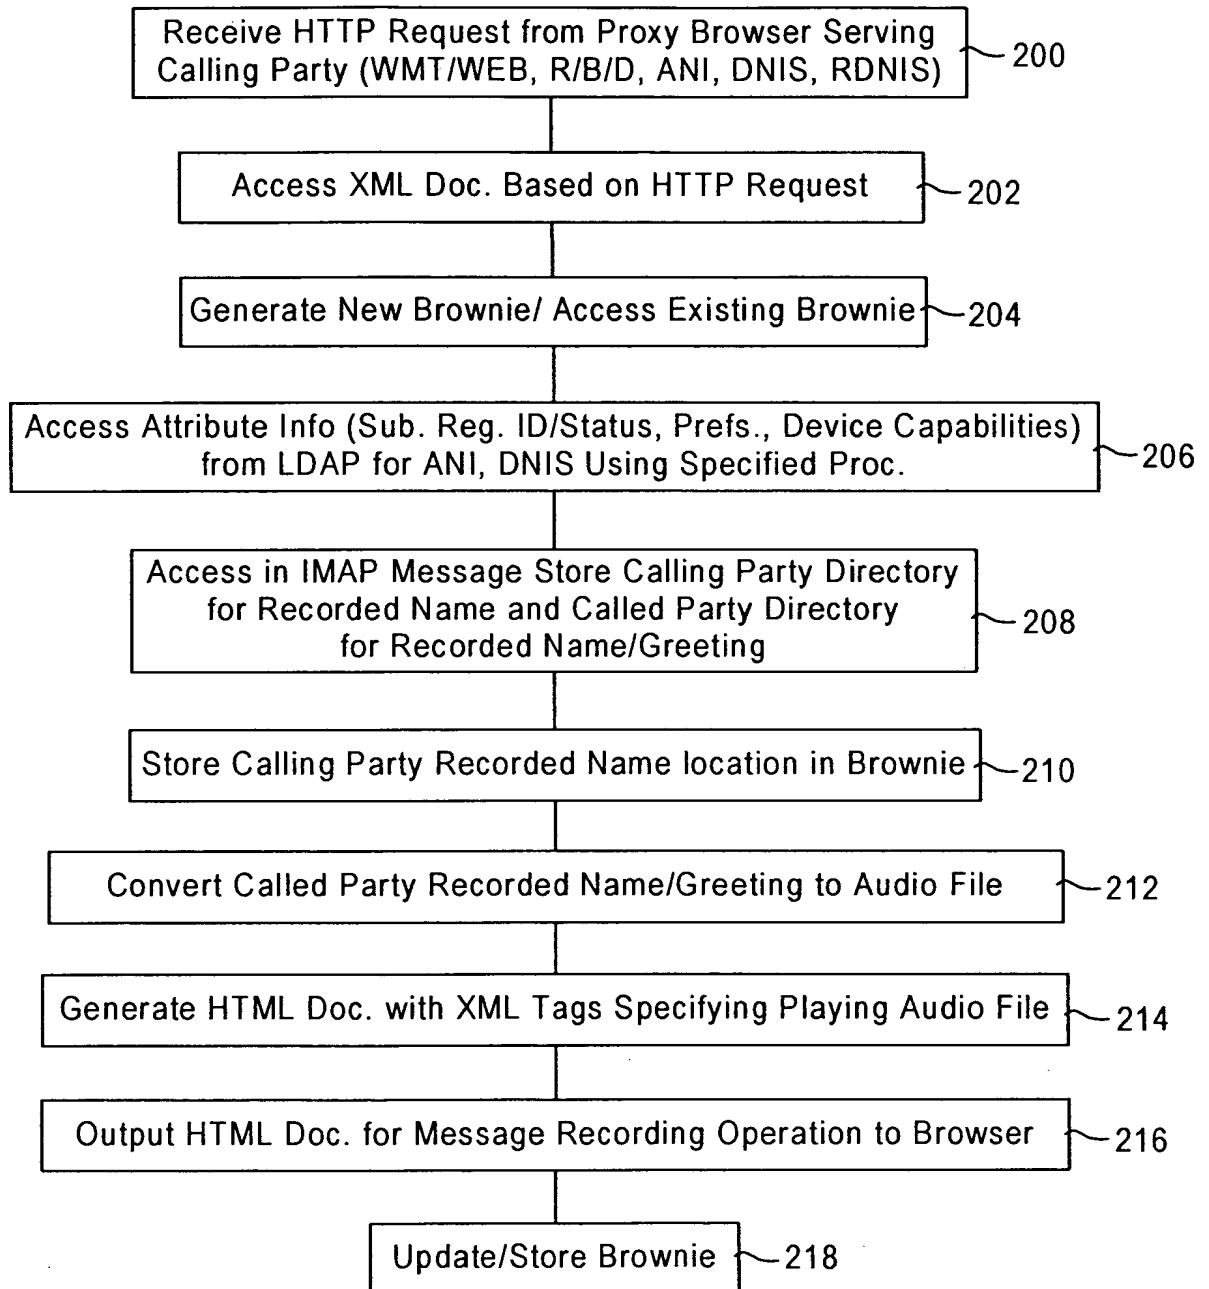 Receive HTTP Request from Proxy Browser Serving
Calling Party (WMT/WEB, R/B/D, ANI, DNIS, RDNIS)
200
Access XML Doc. Based on HTTP Request
202
Generate New Brownie/ Access Existing Brownie
204
Access Attribute Info (Sub. Reg. ID/Status, Prefs., Device Capabilities)
from LDAP for ANI, DNIS Using Specified Proc.
206
Access in IMAP Message Store Calling Party Directory
for Recorded Name and Called Party Directory
for Recorded Name/Greeting
208
Store Calling Party Recorded Name location in Brownie
210
Convert Called Party Recorded Name/Greeting to Audio File
212
Generate HTML Doc. with XML Tags Specifying Playing Audio File
214
Output HTML Doc. for Message Recording Operation to Browser
216
Update/Store Brownie
218